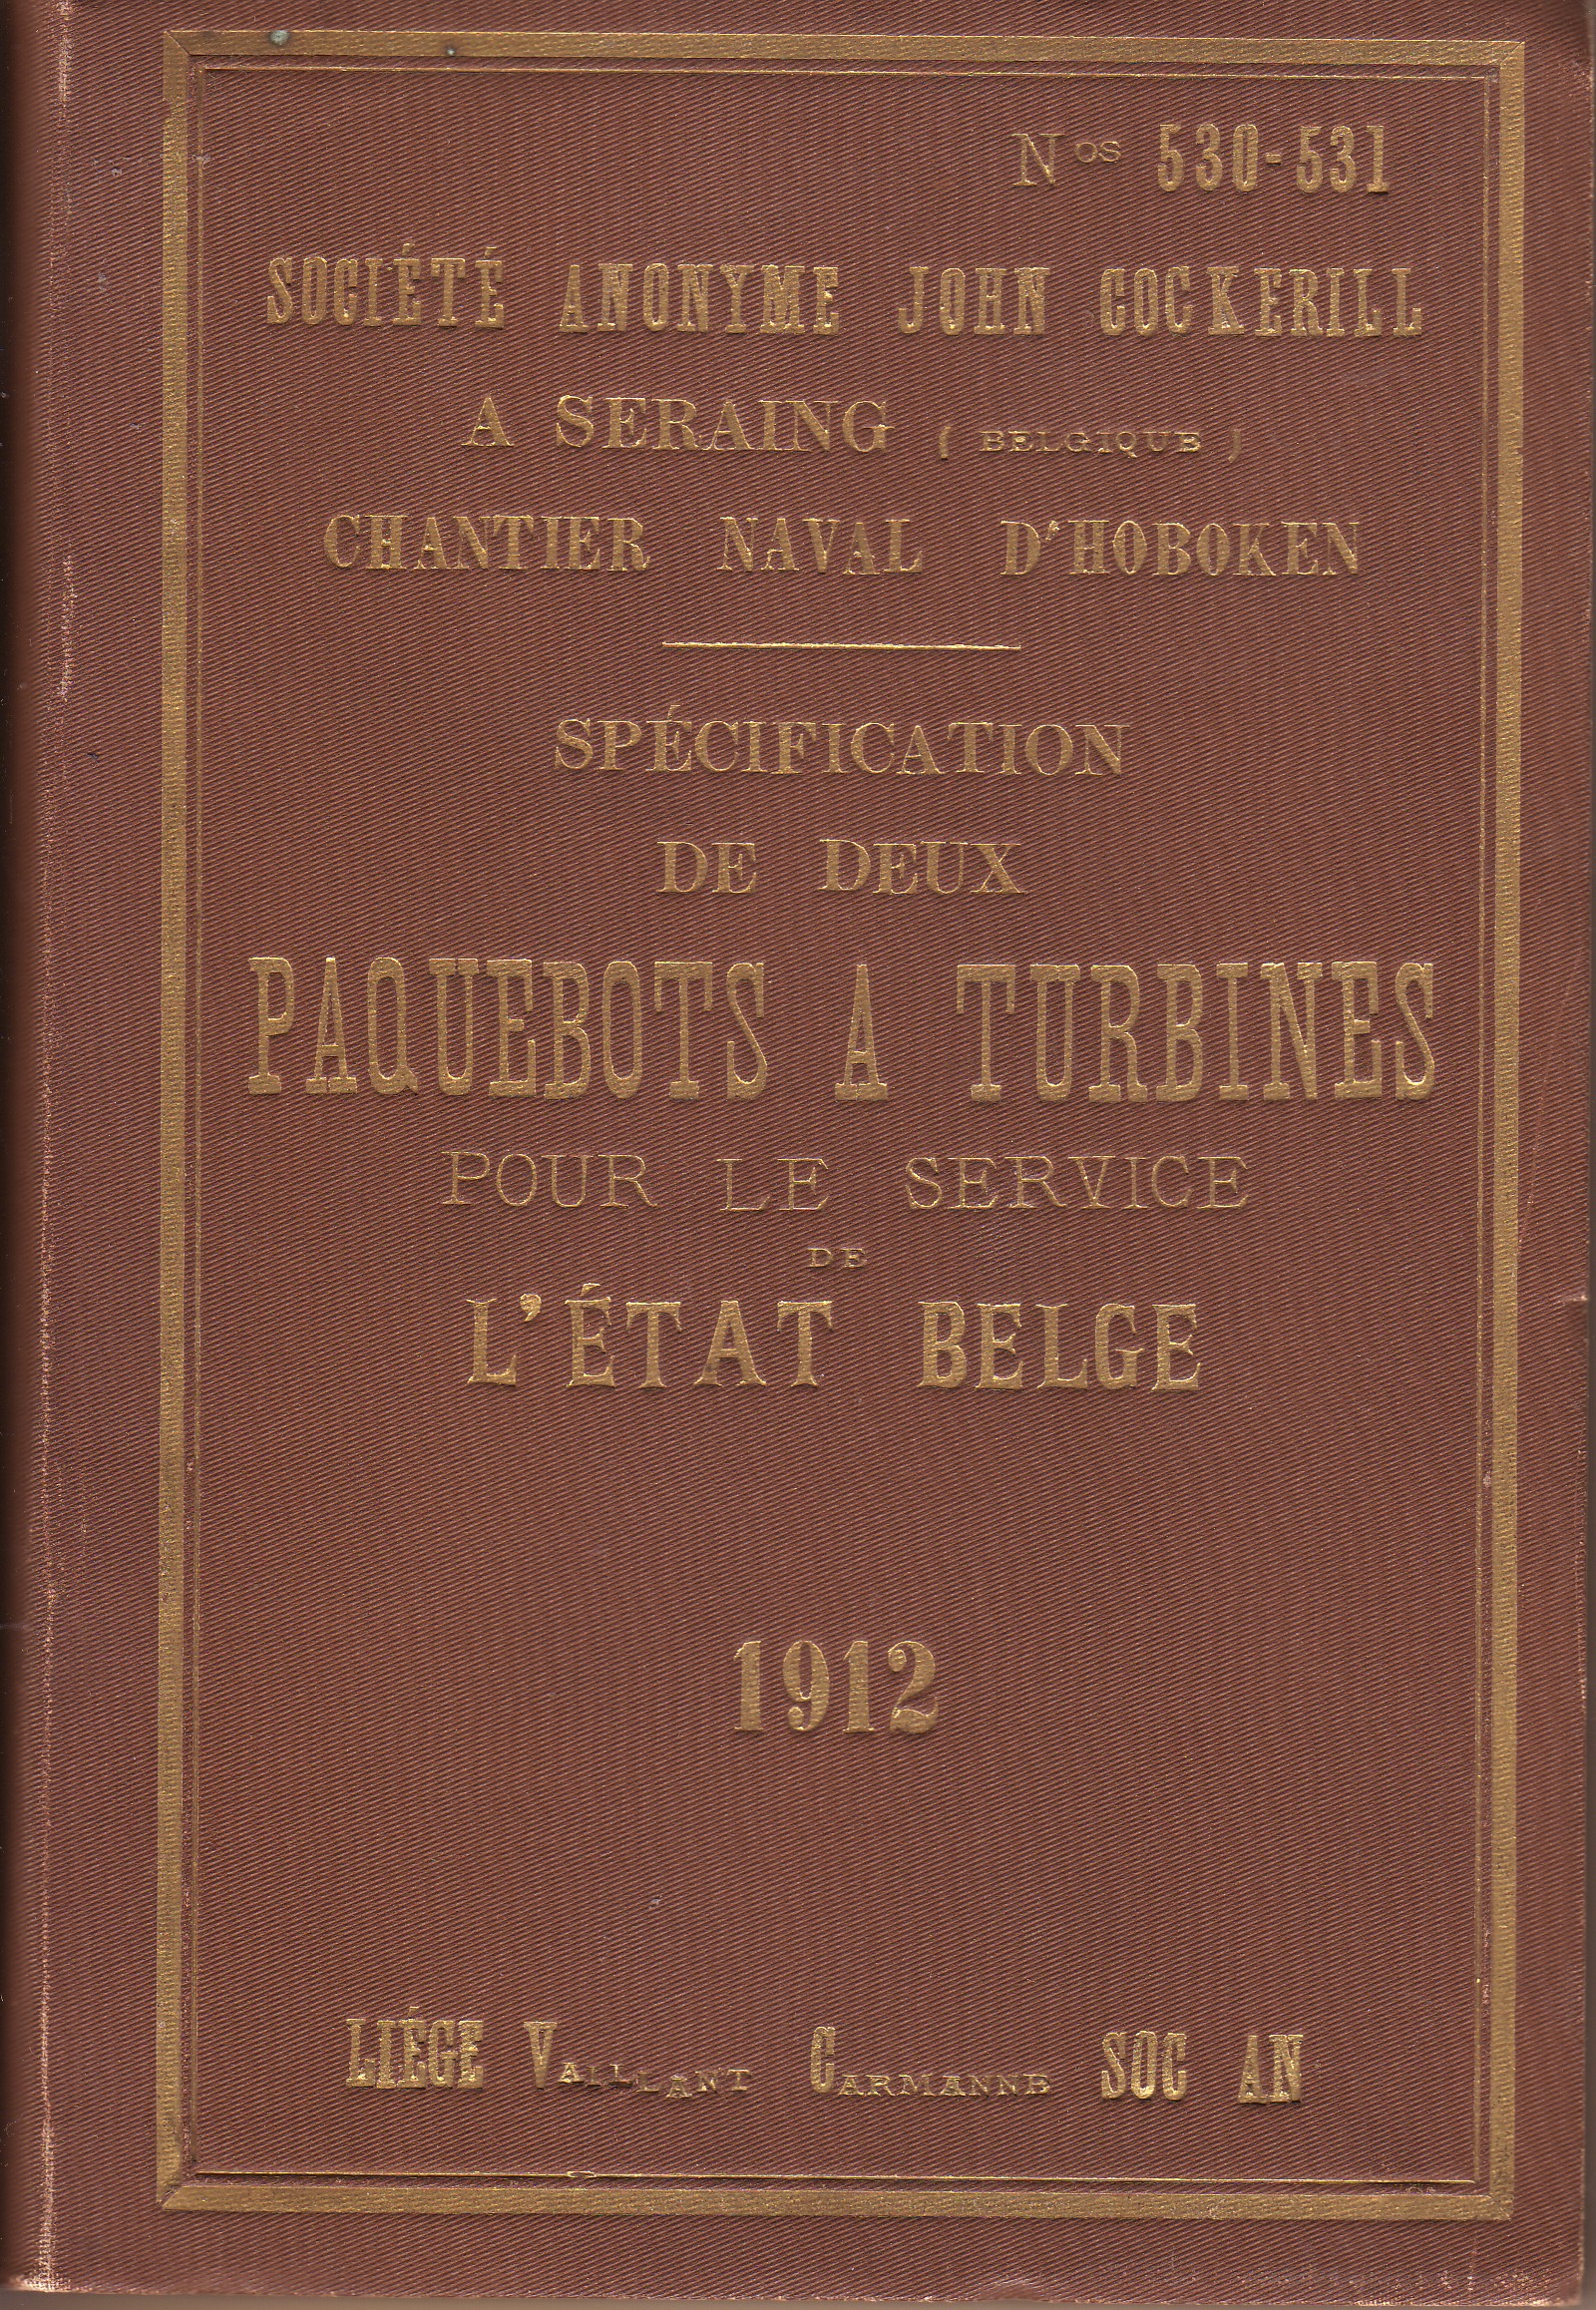 Nos 530-531
SOCIÉTÉ ANONYME JOHN COCKERILL
A SERAING ( BELGIQUE )
CHANTIER NAVAL D'HOBOKEN
SPÉCIFICATION
DE DEUX
PAQUEBOTS A TURBINES
POUR LE SERVICE
DE
L'ÉTAT BELGE
1912
LIÉGE VAILLANT CARMANNE SOC AN